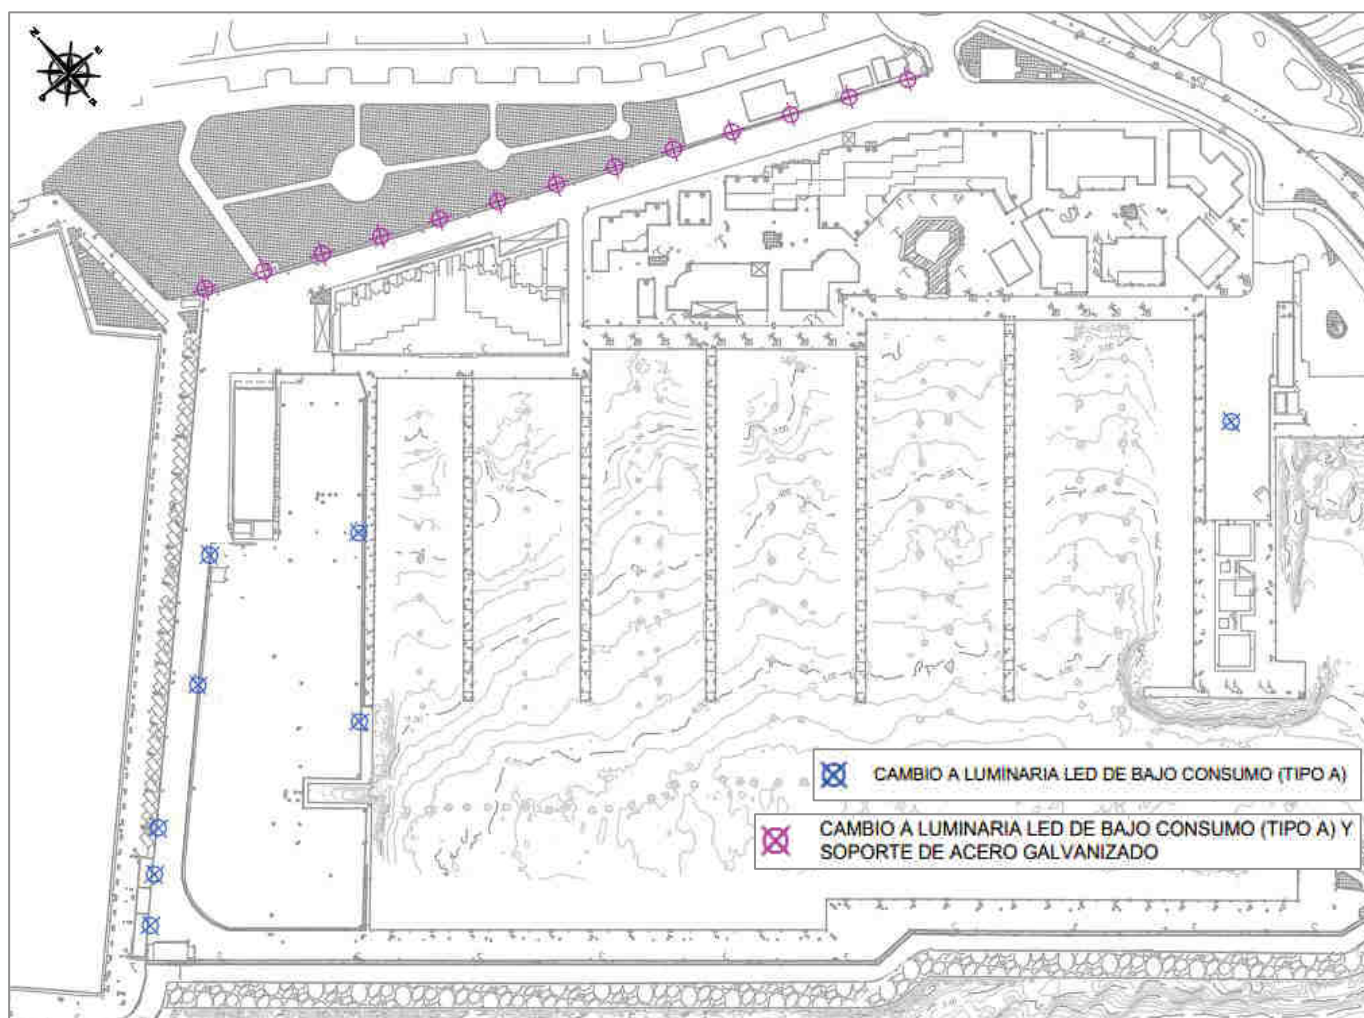 N
CAMBIO A LUMINARIA LED DE BAJO CONSUMO (TIPO A)
CAMBIO A LUMINARIA LED DE BAJO CONSUMO (TIPO A) Y
SOPORTE DE ACERO GALVANIZADO